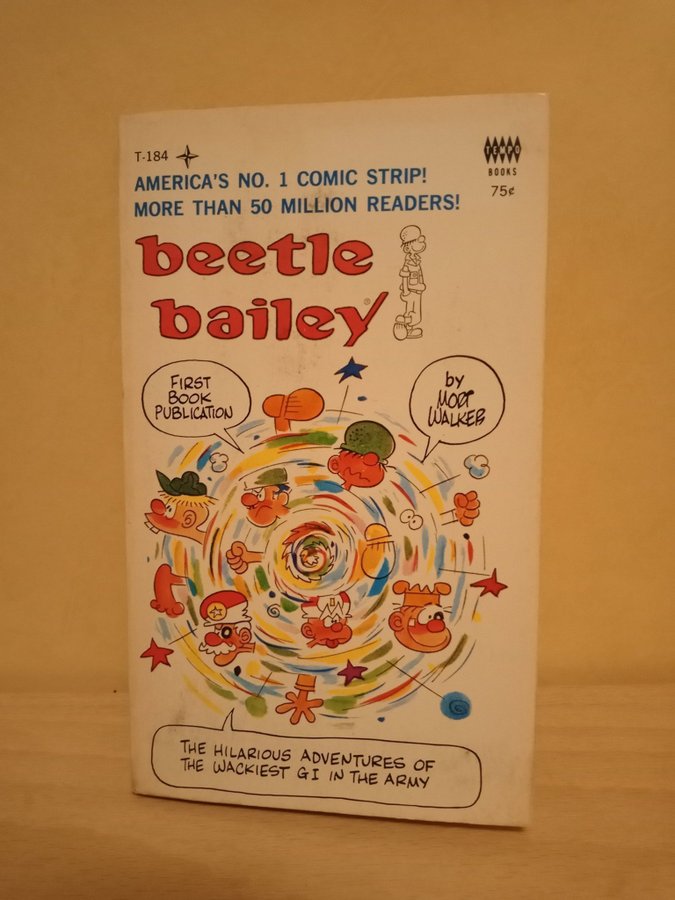 T-184
TEMPO
BOOKS
75¢
AMERICA'S NO. 1 COMIC STRIP!
MORE THAN 50 MILLION READERS!
beetle
bailey®
FIRST
BOOK
PUBLICATION
by
MORT
WALKER
THE HILARIOUS ADVENTURES OF
THE WACKIEST GI IN THE ARMY